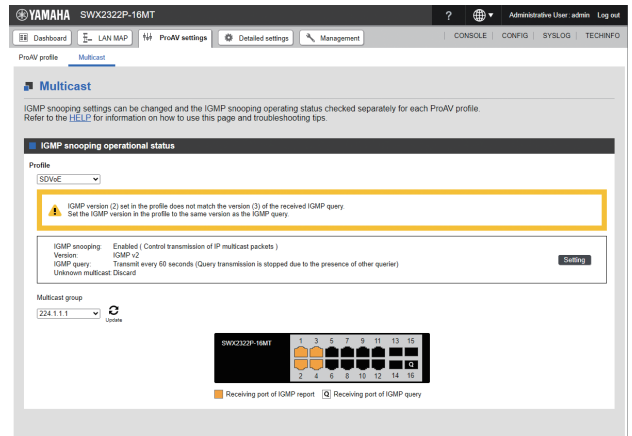 YAMAHA SWX2322P-16MT ? Administrative User: admin Log out
Dashboard LAN MAP ProAV settings Detailed settings Management CONSOLE CONFIG SYSLOG TECHINFO
ProAV profile Multicast
Multicast
IGMP snooping settings can be changed and the IGMP snooping operating status checked separately for each ProAV profile.
Refer to the HELP for information on how to use this page and troubleshooting tips.
IGMP snooping operational status
Profile
SDVoE
IGMP version (2) set in the profile does not match the version (3) of the received IGMP query.
Set the IGMP version in the profile to the same version as the IGMP query.
IGMP snooping: Enabled ( Control transmission of IP multicast packets )
Version: IGMP v2
IGMP query: Transmit every 60 seconds (Query transmission is stopped due to the presence of other querier)
Unknown multicast: Discard
Setting
Multicast group
224.1.1.1
Update
SWX2322P-16MT 1 3 5 7 9 11 13 15
Q
2 4 6 8 10 12 14 16
Receiving port of IGMP report Q Receiving port of IGMP query